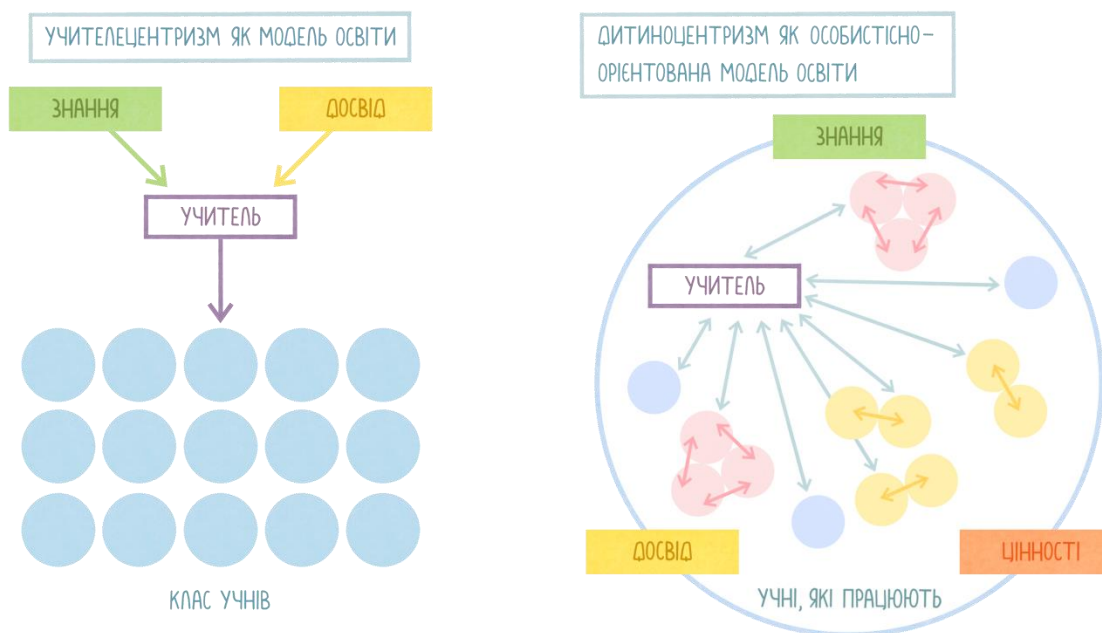 УЧИТЕЛЕЦЕНТРИЗМ ЯК МОДЕЛЬ ОСВІТИ
ЗНАННЯ
ДОСВІД
УЧИТЕЛЬ
КЛАС УЧНІВ
ДИТИНОЦЕНТРИЗМ ЯК ОСОБИСТІСНО-
ОРІЄНТОВАНА МОДЕЛЬ ОСВІТИ
ЗНАННЯ
УЧИТЕЛЬ
ДОСВІД
ЦІННОСТІ
УЧНІ, ЯКІ ПРАЦЮЮТЬ